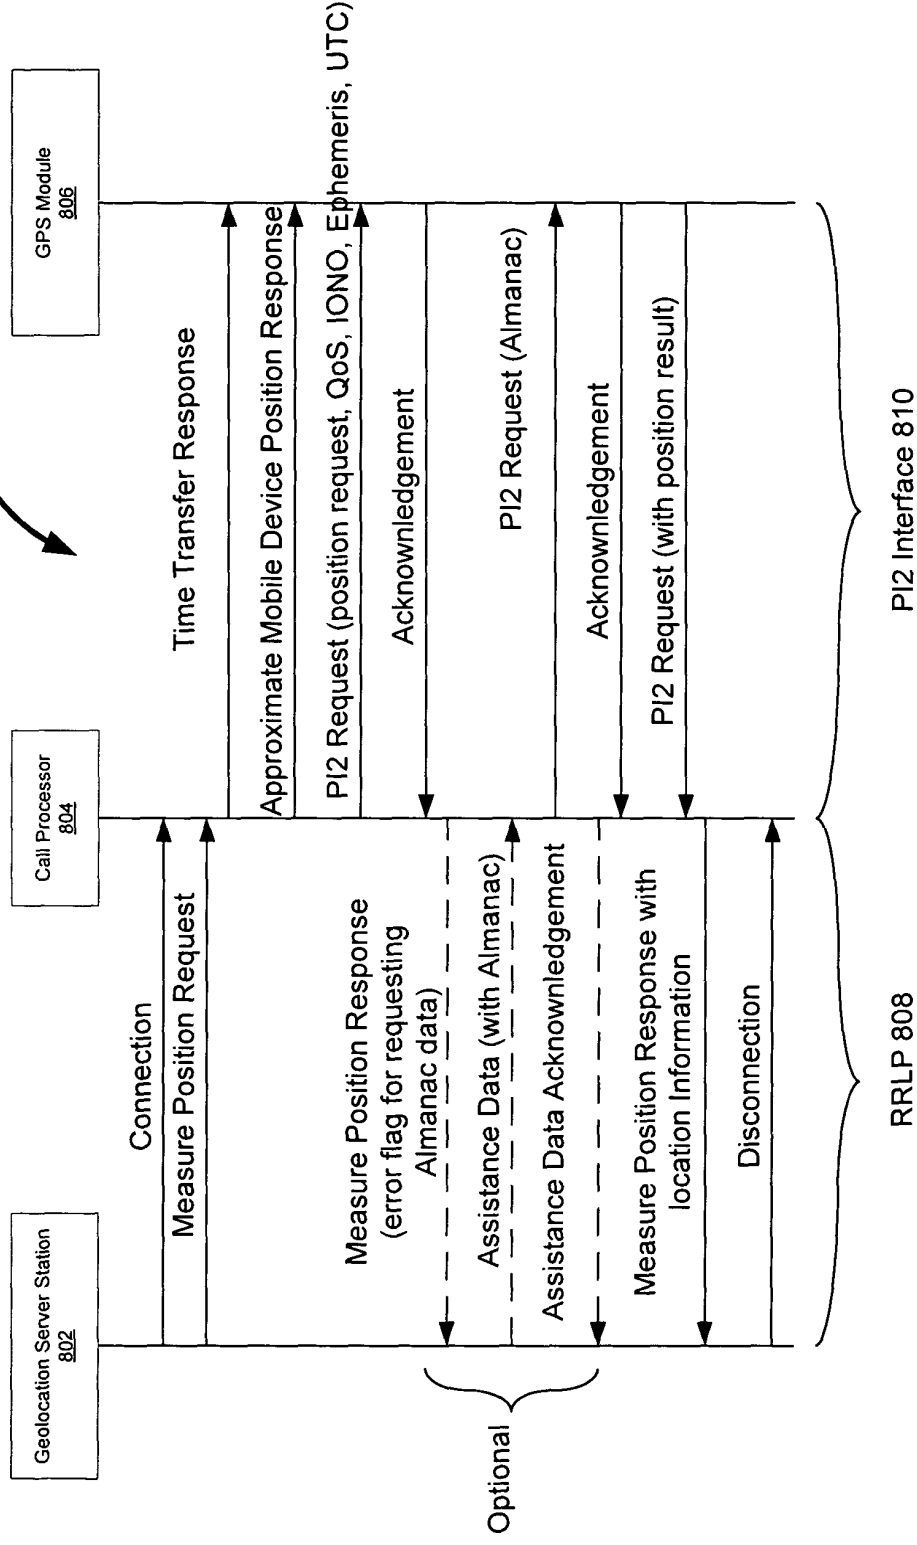 Geolocation Server Station
802
Call Processor
804
GPS Module
806
Connection
Measure Position Request
Time Transfer Response
Approximate Mobile Device Position Response
PI2 Request (position request, QoS, IONO, Ephemeris, UTC)
Acknownledgement
Measure Position Response
(error flag for requesting
Almanac data)
Assistance Data (with Almanac)
PI2 Request (Almanac)
Assistance Data Acknownledgement
Acknownledgement
PI2 Request (with position result)
Measure Position Response with
location Information
Disconnection
Optional
RRLP 808
PI2 Interface 810